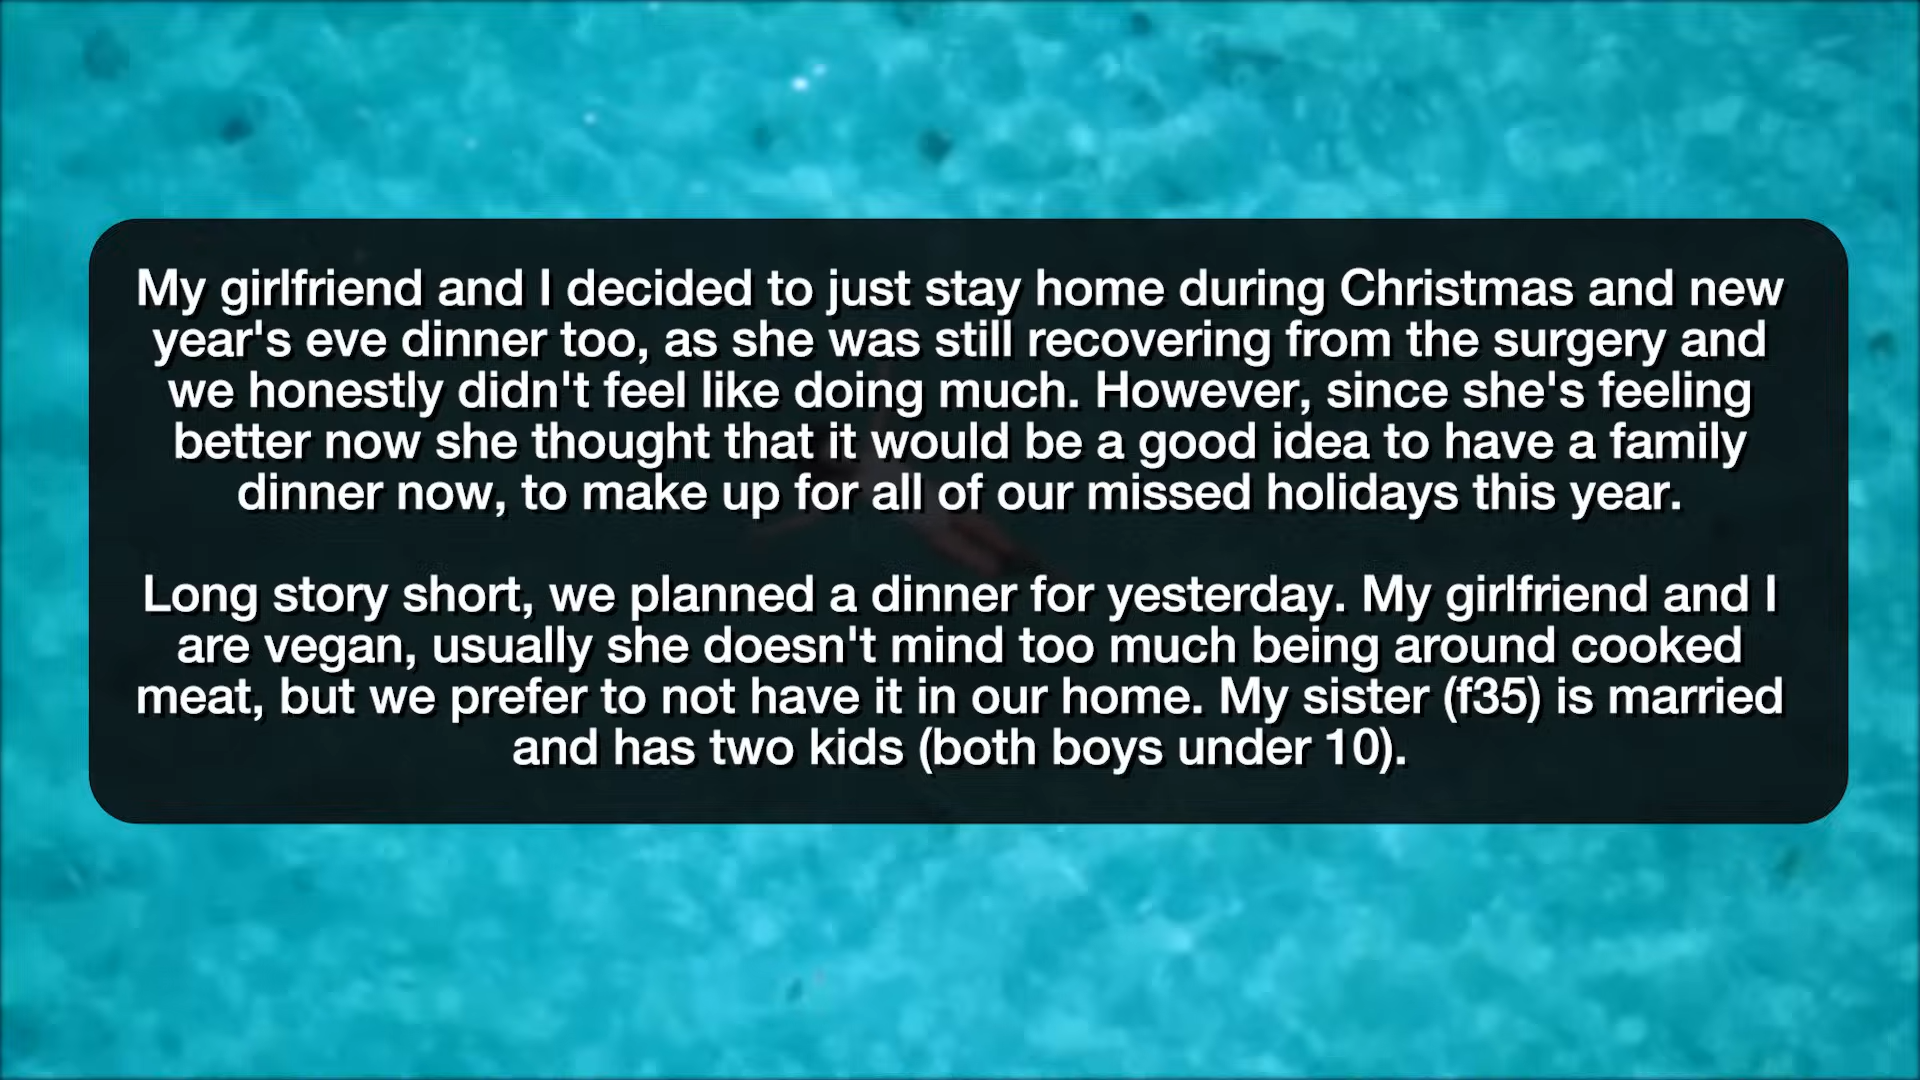 My girlfriend and I decided to just stay home during Christmas and new
year's eve dinner too, as she was still recovering from the surgery and
we honestly didn't feel like doing much. However, since she's feeling
better now she thought that it would be a good idea to have a family
dinner now, to make up for all of our missed holidays this year.
Long story short, we planned a dinner for yesterday. My girlfriend and I
are vegan, usually she doesn't mind too much being around cooked
meat, but we prefer to not have it in our home. My sister (f35) is married
and has two kids (both boys under 10).